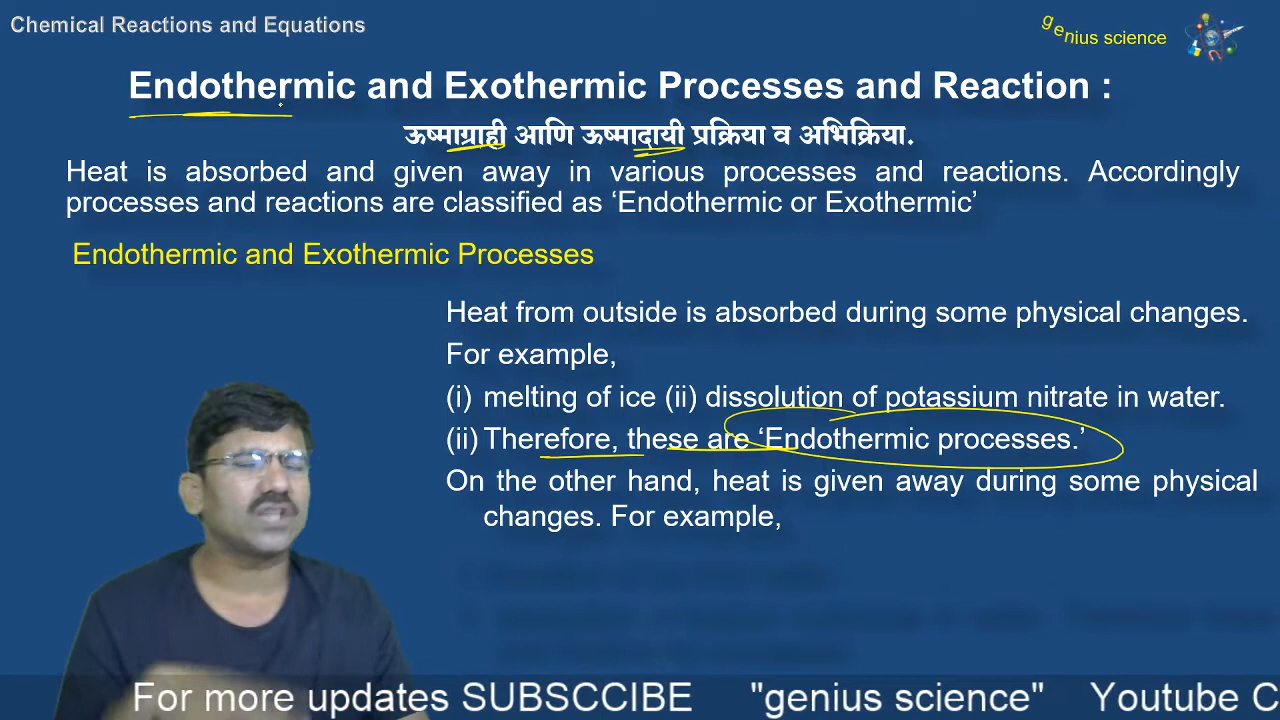 Chemical Reactions and Equations
genius science
Endothermic and Exothermic Processes and Reaction :
ऊष्माग्राही आणि ऊष्मादायी प्रक्रिया व अभिक्रिया.
Heat is absorbed and given away in various processes and reactions. Accordingly
processes and reactions are classified as ‘Endothermic or Exothermic’
Endothermic and Exothermic Processes
Heat from outside is absorbed during some physical changes.
For example,
(i) melting of ice (ii) dissolution of potassium nitrate in water.
(ii) Therefore, these are ‘Endothermic processes.’
On the other hand, heat is given away during some physical
changes. For example,
For more updates SUBSCCIBE "genius science" Youtube C